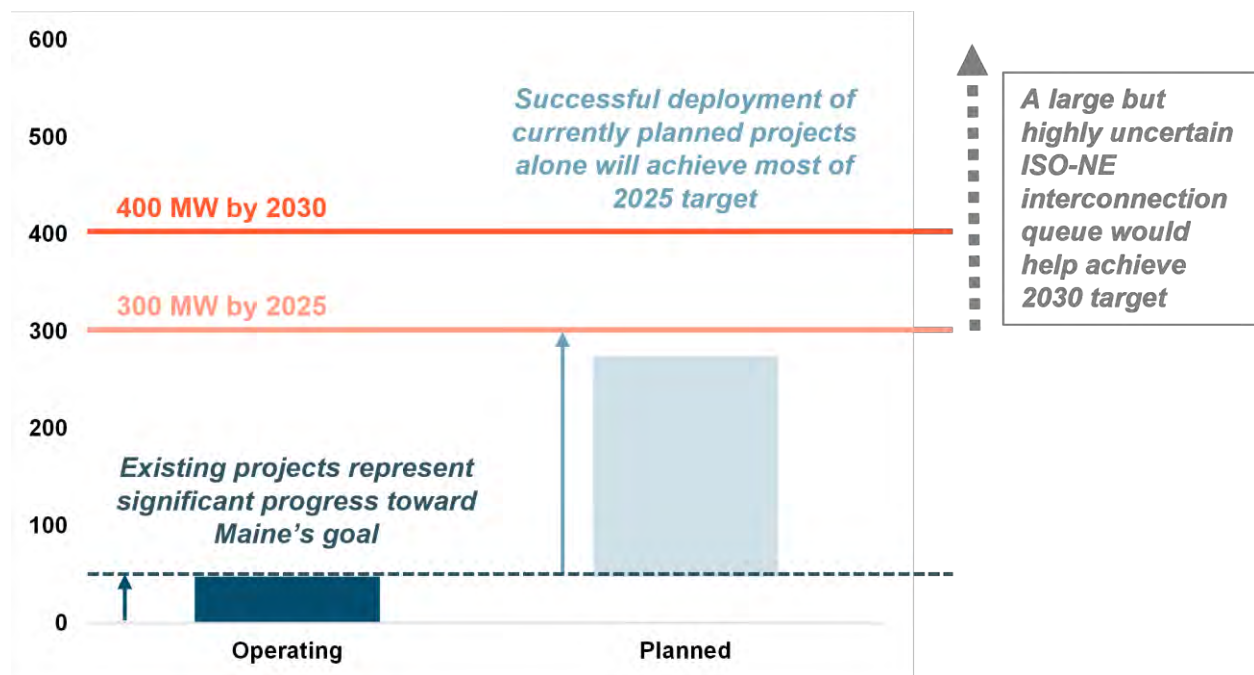 600
500
400
300
200
100
0
Successful deployment of
currently planned projects
alone will achieve most of
2025 target
400 MW by 2030
300 MW by 2025
Existing projects represent
significant progress toward
Maine's goal
Operating
Planned
A large but
highly uncertain
ISO-NE
interconnection
queue would
help achieve
2030 target